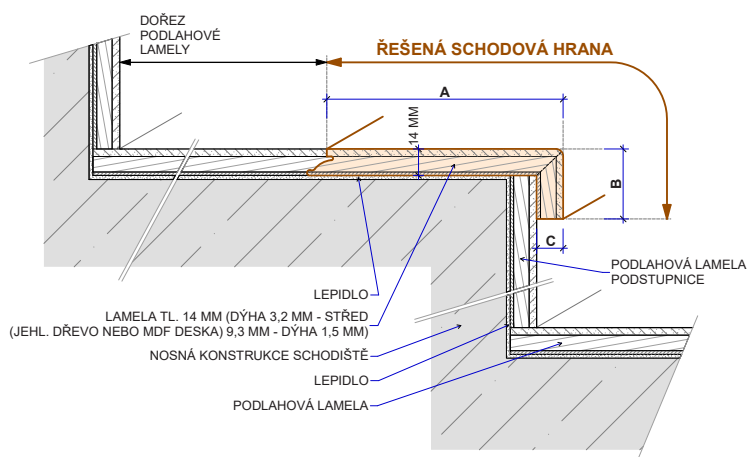 DOŘEZ
PODLAHOVÉ
LAMELY
ŘEŠENÁ SCHODOVÁ HRANA
A
14 MM
B
C
PODLAHOVÁ LAMELA
PODSTUPNICE
LEPIDLO
LAMELA TL. 14 MM (DÝHA 3,2 MM - STŘED
(JEHL. DŘEVO NEBO MDF DESKA) 9,3 MM - DÝHA 1,5 MM)
NOSNÁ KONSTRUKCE SCHODIŠTĚ
LEPIDLO
PODLAHOVÁ LAMELA